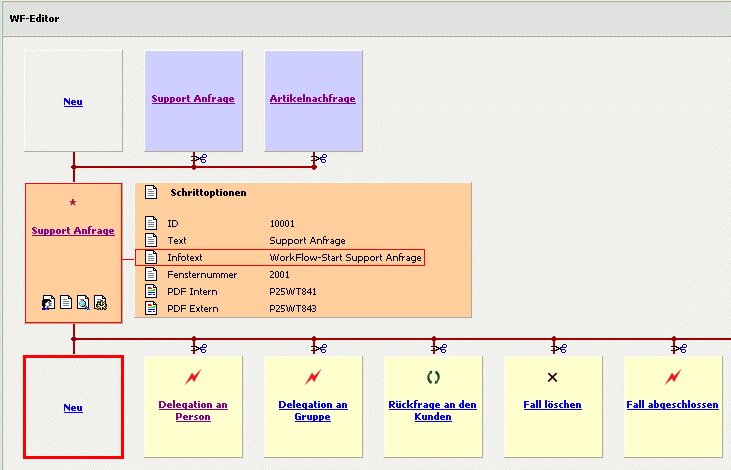 WF-Editor
Neu
Support Anfrage
Artikelnachfrage
*
Support Anfrage
Schrittoptionen
ID 10001
Text Support Anfrage
Infotext WorkFlow-Start Support Anfrage
Fensternummer 2001
PDF Intern P25WT841
PDF Extern P25WT843
Neu
Delegation an
Person
Delegation an
Gruppe
Rückfrage an den
Kunden
Fall löschen
Fall abgeschlossen